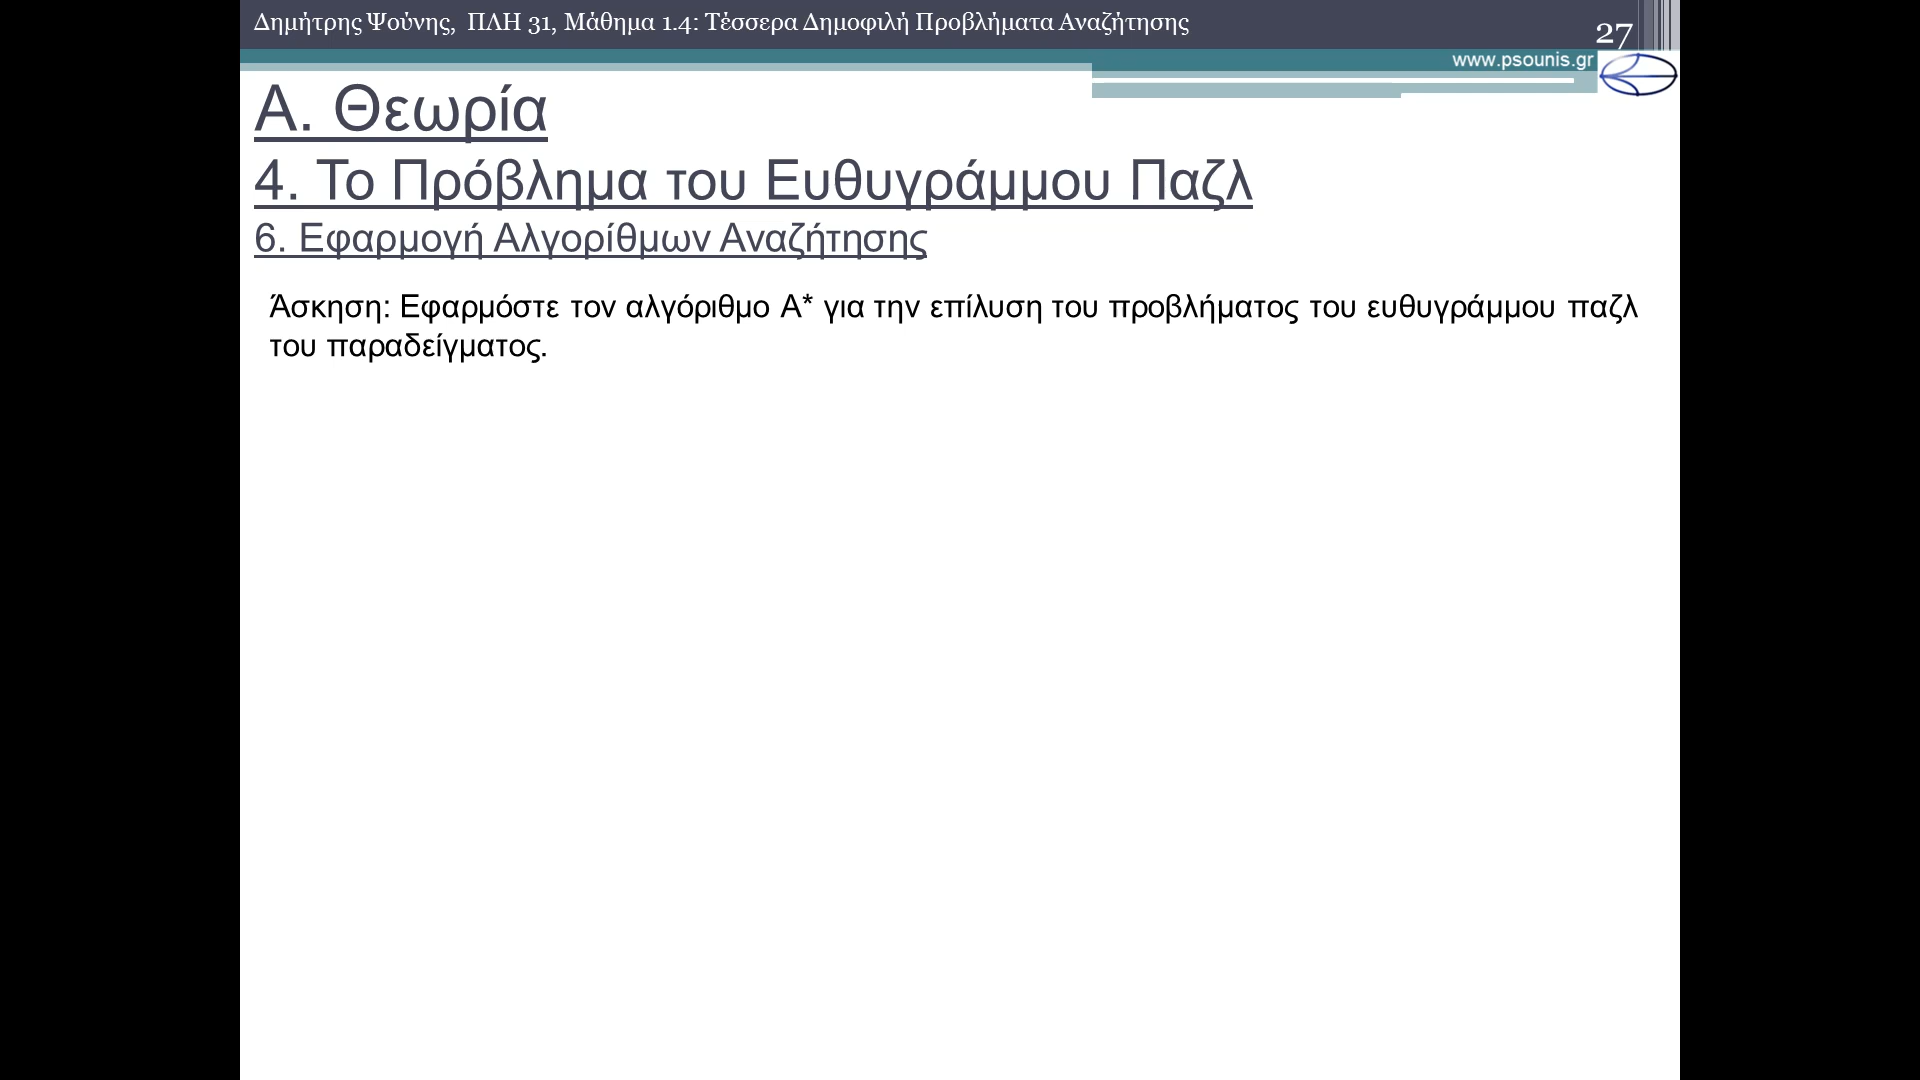 Δημήτρης Ψούνης, ΠΛΗ 31, Μάθημα 1.4: Τέσσερα Δημοφιλή Προβλήματα Αναζήτησης
27
www.psounis.gr
Α. Θεωρία
4. Το Πρόβλημα του Ευθυγράμμου Παζλ
6. Εφαρμογή Αλγορίθμων Αναζήτησης
Άσκηση: Εφαρμόστε τον αλγόριθμο Α* για την επίλυση του προβλήματος του ευθυγράμμου παζλ
του παραδείγματος.